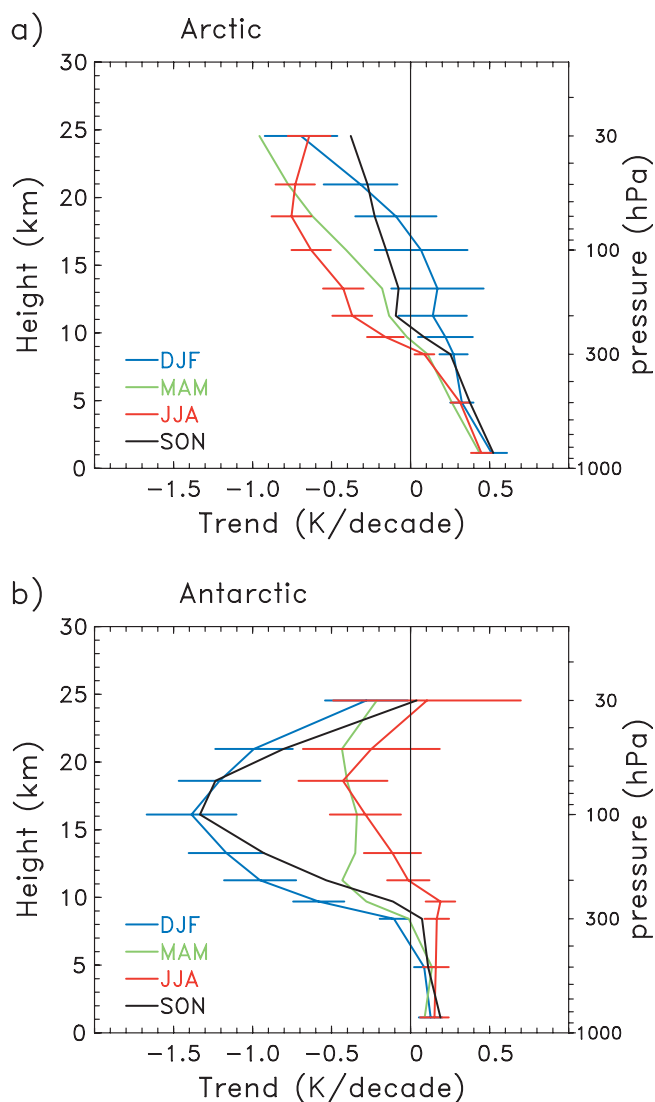 a) Arctic
30
25
20
15
10
5
0
Height (km)
30
100
300
1000
pressure (hPa)
DJF
MAM
JJA
SON
−1.5 −1.0 −0.5 0 0.5
Trend (K/decade)
b) Antarctic
30
25
20
15
10
5
0
Height (km)
30
100
300
1000
pressure (hPa)
DJF
MAM
JJA
SON
−1.5 −1.0 −0.5 0 0.5
Trend (K/decade)